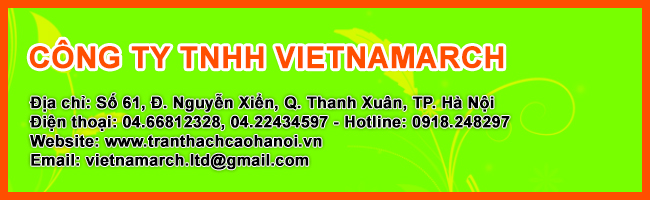 CÔNG TY TNHH VIETNAMARCH
Địa chỉ: Số 61, Đ. Nguyễn Xiển, Q. Thanh Xuân, TP. Hà Nội
Điện thoại: 04.66812328, 04.22434597 - Hotline: 0918.248297
Website: www.tranthachcaohanoi.vn
Email: vietnamarch.ltd@gmail.com